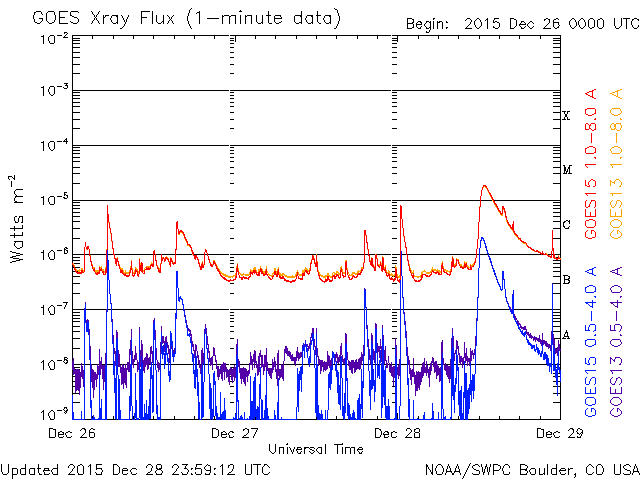 GOES Xray Flux (1-minute data)
Begin: 2015 Dec 26 0000 UTC
10-2
10-3
10-4
10-5
10-6
10-7
10-8
10-9
Watts m-2
X
M
C
B
A
GOES15 1.0-8.0 A
GOES13 1.0-8.0 A
GOES15 0.5-4.0 A
GOES13 0.5-4.0 A
Dec 26
Dec 27
Dec 28
Dec 29
Universal Time
Updated 2015 Dec 28 23:59:12 UTC
NOAA/SWPC Boulder, CO USA